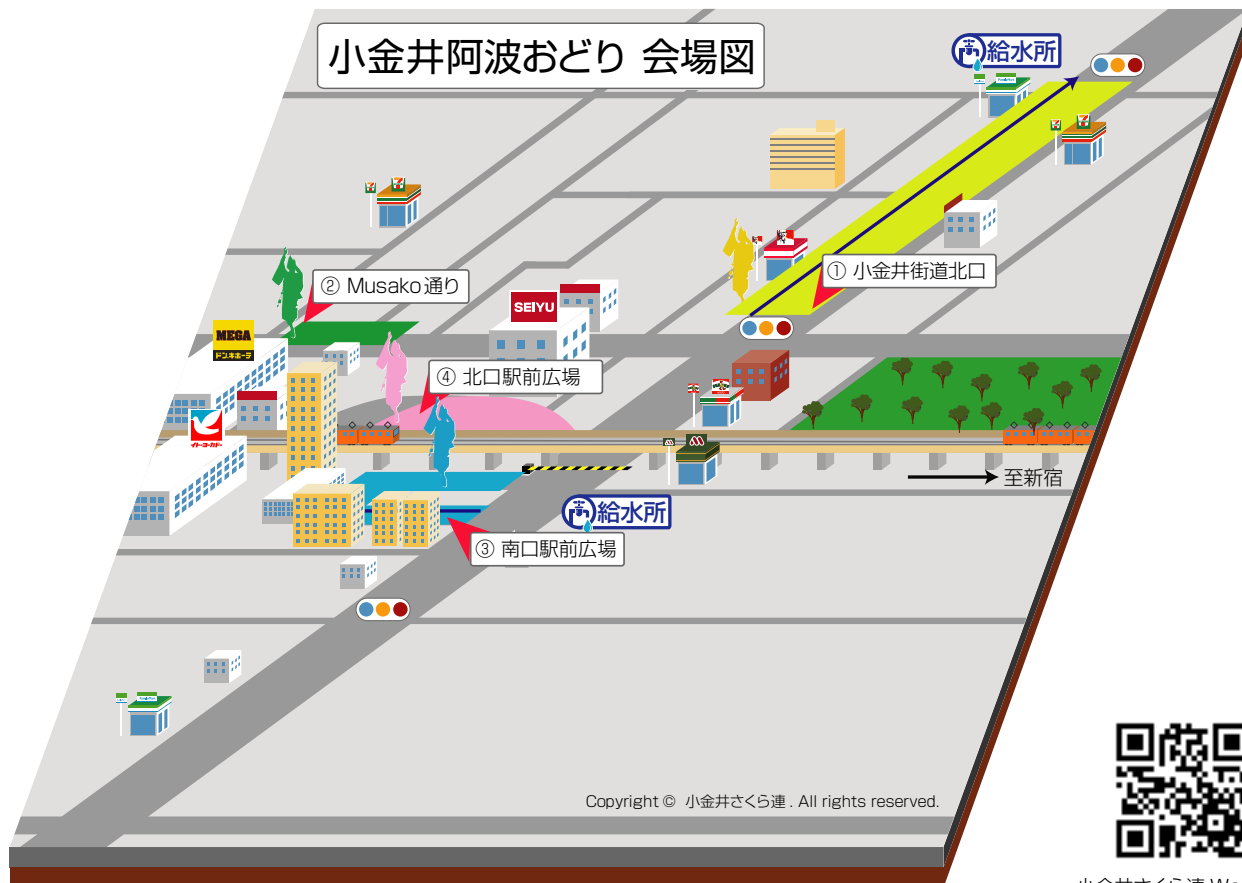 小金井阿波おどり 会場図
給水所
① 小金井街道北口
② Musako通り
SEIYU
MEGA
ドン.キホーテ
④ 北口駅前広場
イトーヨーカドー
至新宿
給水所
③ 南口駅前広場
Copyright © 小金井さくら連 . All rights reserved.